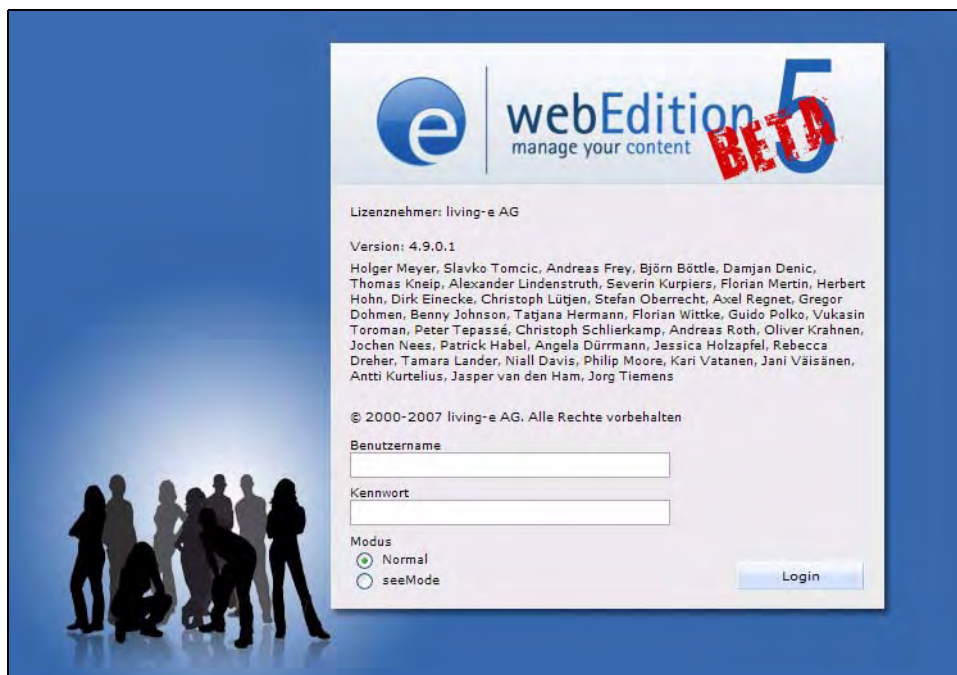 e
webEdition 5
BETA
manage your content
Lizenznehmer: living-e AG
Version: 4.9.0.1
Holger Meyer, Slavko Tomcic, Andreas Frey, Björn Böttle, Damjan Denic,
Thomas Kneip, Alexander Lindenstruth, Severin Kurpiers, Florian Mertin, Herbert
Hohn, Dirk Einecke, Christoph Lütjen, Stefan Oberrecht, Axel Regnet, Gregor
Dohmen, Benny Johnson, Tatjana Hermann, Florian Wittke, Guido Polko, Vukasin
Toroman, Peter Tepassé, Christoph Schlierkamp, Andreas Roth, Oliver Krahnen,
Jochen Nees, Patrick Habel, Angela Dürrmann, Jessica Holzapfel, Rebecca
Dreher, Tamara Lander, Niall Davis, Philip Moore, Kari Vatanen, Jani Väisänen,
Antti Kurtelius, Jasper van den Ham, Jorg Tiemens
© 2000-2007 living-e AG. Alle Rechte vorbehalten
Benutzername
Kennwort
Modus
Normal
seeMode
Login